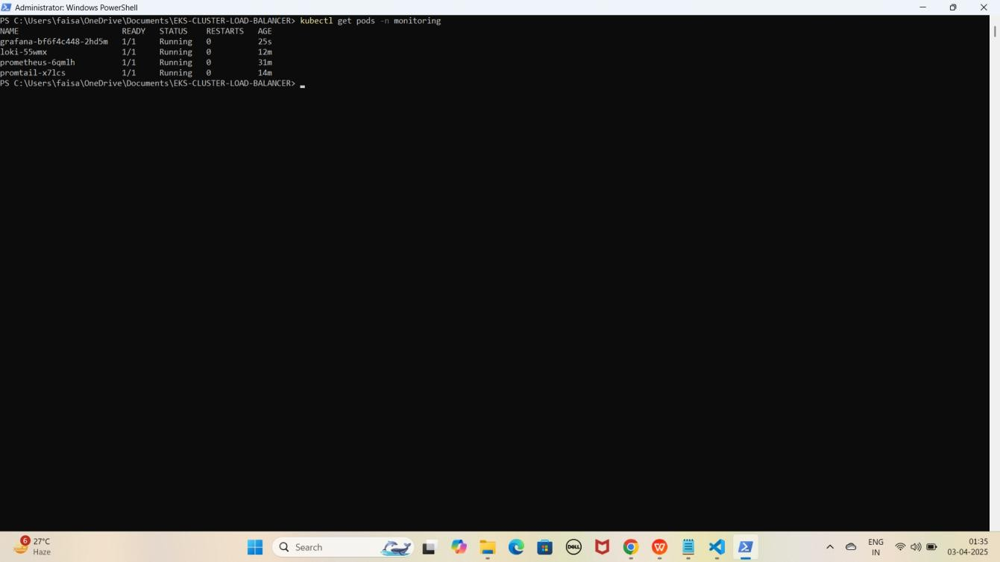 Administrator: Windows PowerShell
PS C:\Users\faisa\OneDrive\Documents\EKS-CLUSTER-LOAD-BALANCER> kubectl get pods -n monitoring
NAME READY STATUS RESTARTS AGE
grafana-bf6f4c448-2hd5m 1/1 Running 0 25s
loki-55wmx 1/1 Running 0 12m
prometheus-6qmlh 1/1 Running 0 31m
promtail-x7lcs 1/1 Running 0 14m
PS C:\Users\faisa\OneDrive\Documents\EKS-CLUSTER-LOAD-BALANCER>
6
27°C
Haze
Search
DELL
ENG
IN
01:35
03-04-2025